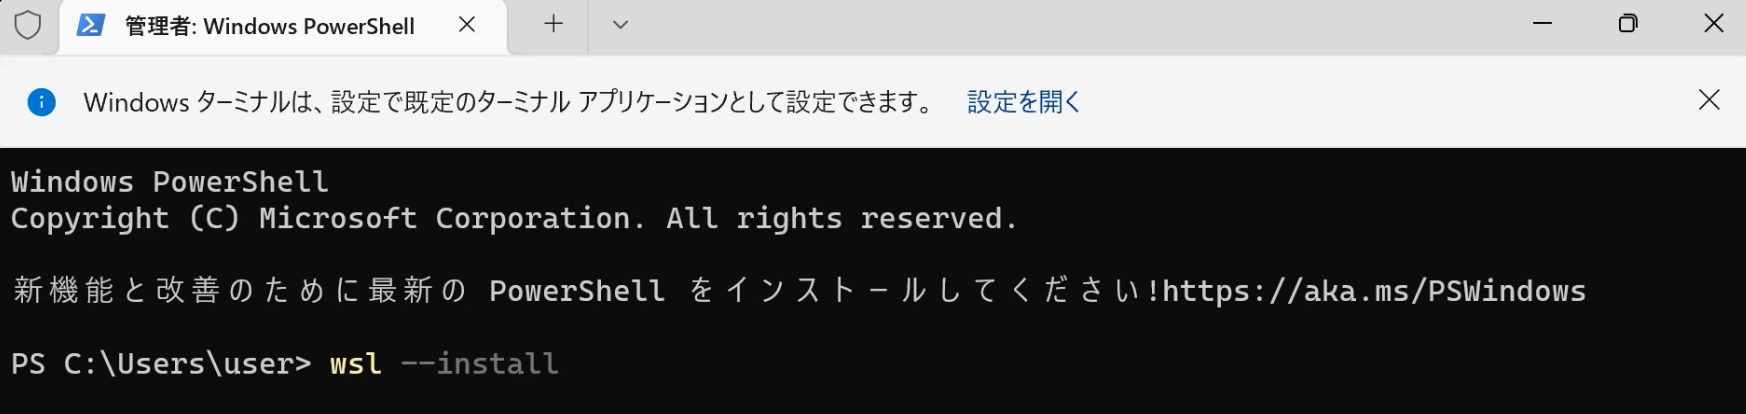 管理者: Windows PowerShell
Windows ターミナルは、設定で既定のターミナル アプリケーションとして設定できます。 設定を開く
Windows PowerShell
Copyright (C) Microsoft Corporation. All rights reserved.
新機能と改善のために最新の PowerShell をインストールしてください!https://aka.ms/PSWindows
PS C:\Users\user> wsl --install